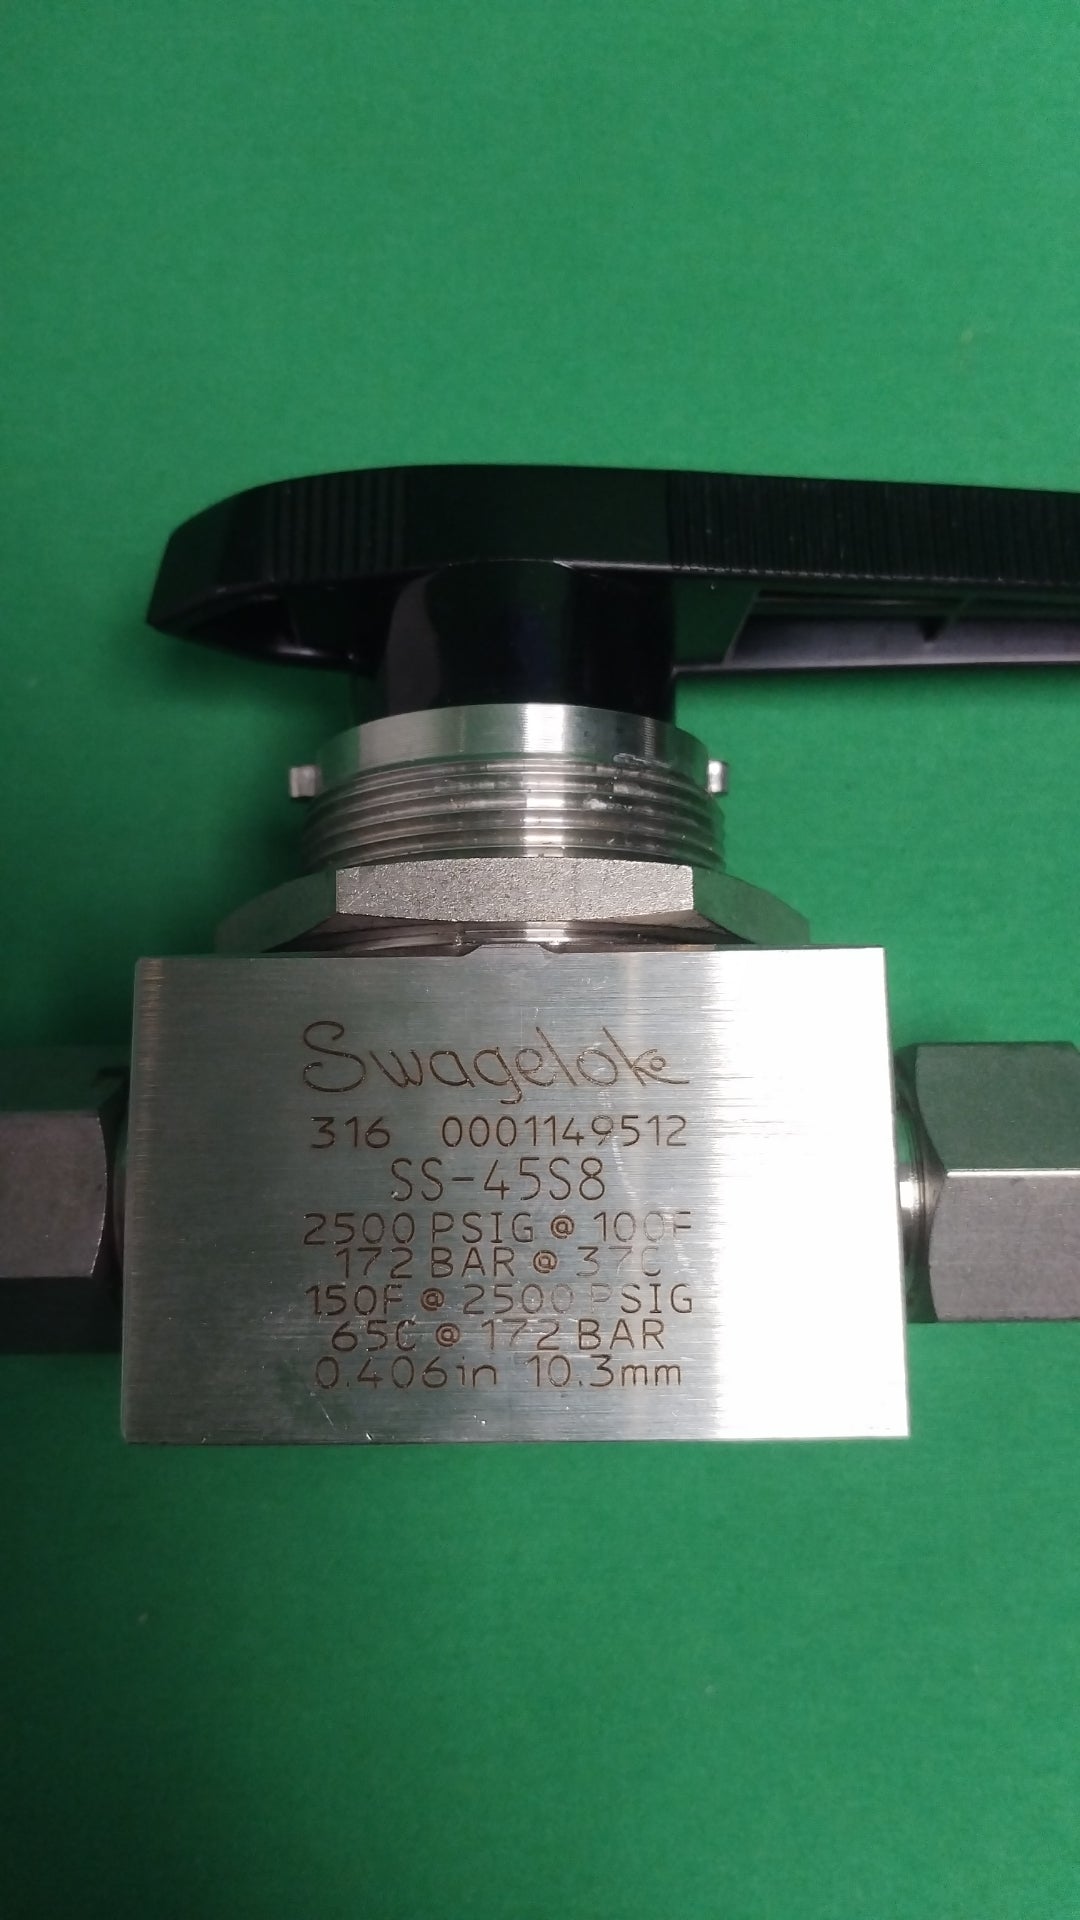 Swagelok
316 0001149512
SS-45S8
2500 PSIG @ 100F
172 BAR @ 37C
150F @ 2500 PSIG
65C @ 172 BAR
0.406in 10.3mm